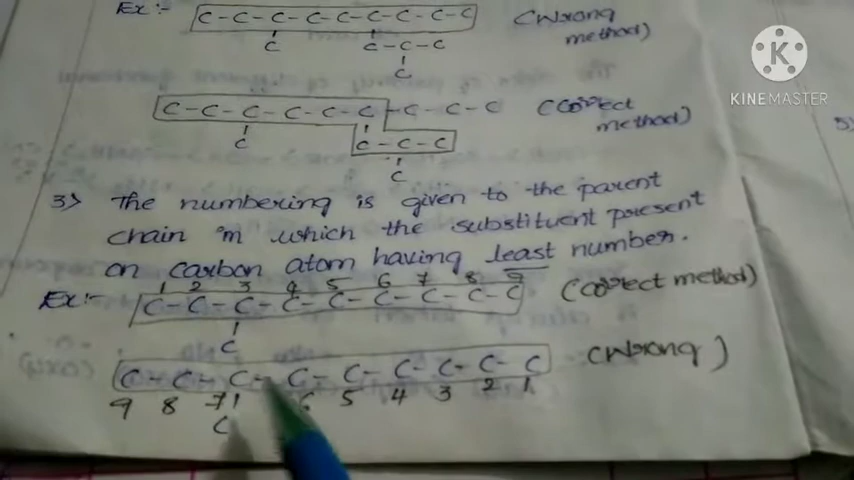 Ex :- C-C-C-C-C-C-C-C-C (Wrong
C C-C-C method)
C
C-C-C-C-C-C-C-C-C (Correct
C C-C-C method)
C
3) The numbering is given to the parent
chain in which the substituent present
on carbon atom having least number.
1 2 3 4 5 6 7 8 9
Ex:- C-C-C-C-C-C-C-C-C (Correct method)
C
C-C-C-C-C-C-C-C-C (Wrong)
9 8 7 6 5 4 3 2 1
C
K
KINEMASTER